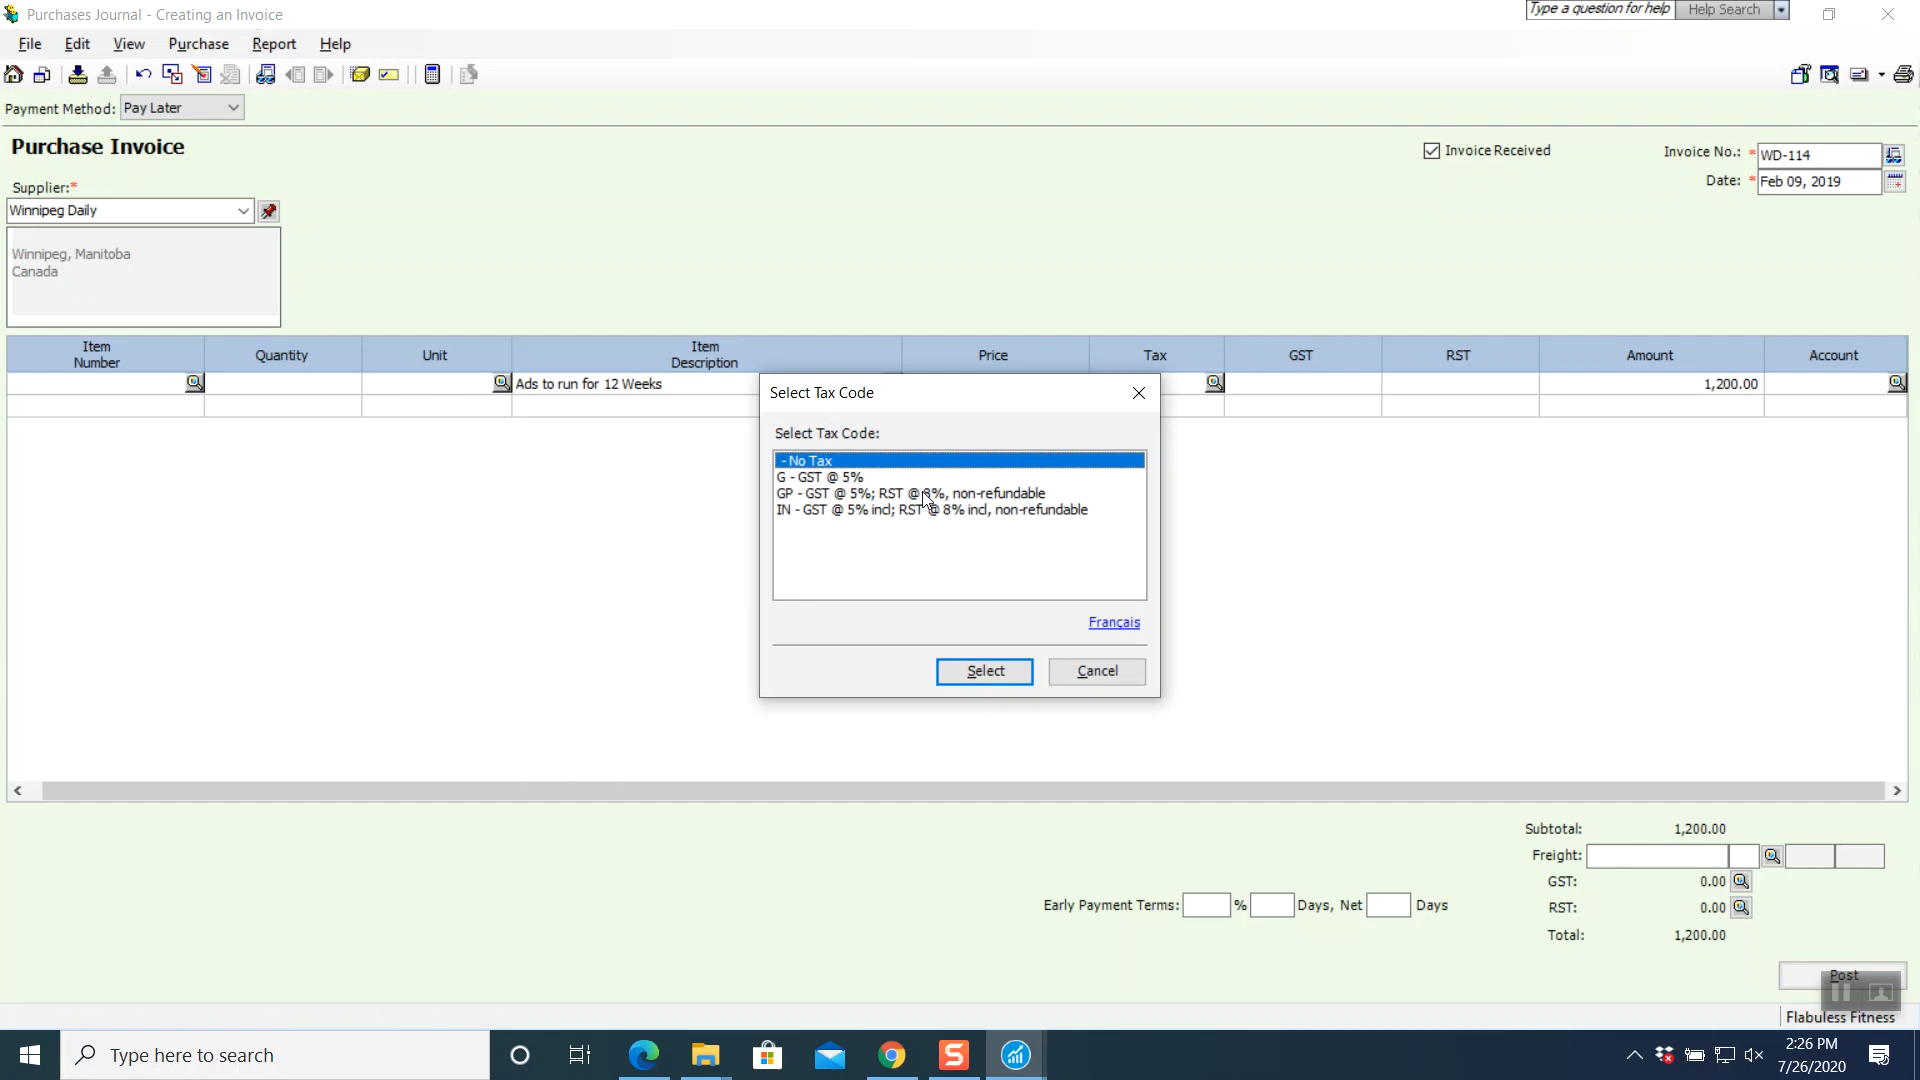 Purchases Journal - Creating an Invoice
Type a question for help
Help Search
File Edit View Purchase Report Help
Payment Method: Pay Later
Purchase Invoice
Invoice Received
Invoice No.: * WD-114
Date: * Feb 09, 2019
Supplier:*
Winnipeg Daily
Winnipeg, Manitoba
Canada
Item Number
Quantity
Unit
Item Description
Price
Tax
GST
RST
Amount
Account
Ads to run for 12 Weeks
1,200.00
Select Tax Code
Select Tax Code:
- No Tax
G - GST @ 5%
GP - GST @ 5%; RST @ 8%, non-refundable
IN - GST @ 5% incl; RST @ 8% incl, non-refundable
Français
Select
Cancel
Subtotal: 1,200.00
Freight:
GST: 0.00
Early Payment Terms: % Days, Net Days
RST: 0.00
Total: 1,200.00
Post
Flabuless Fitness
Type here to search
2:26 PM
7/26/2020